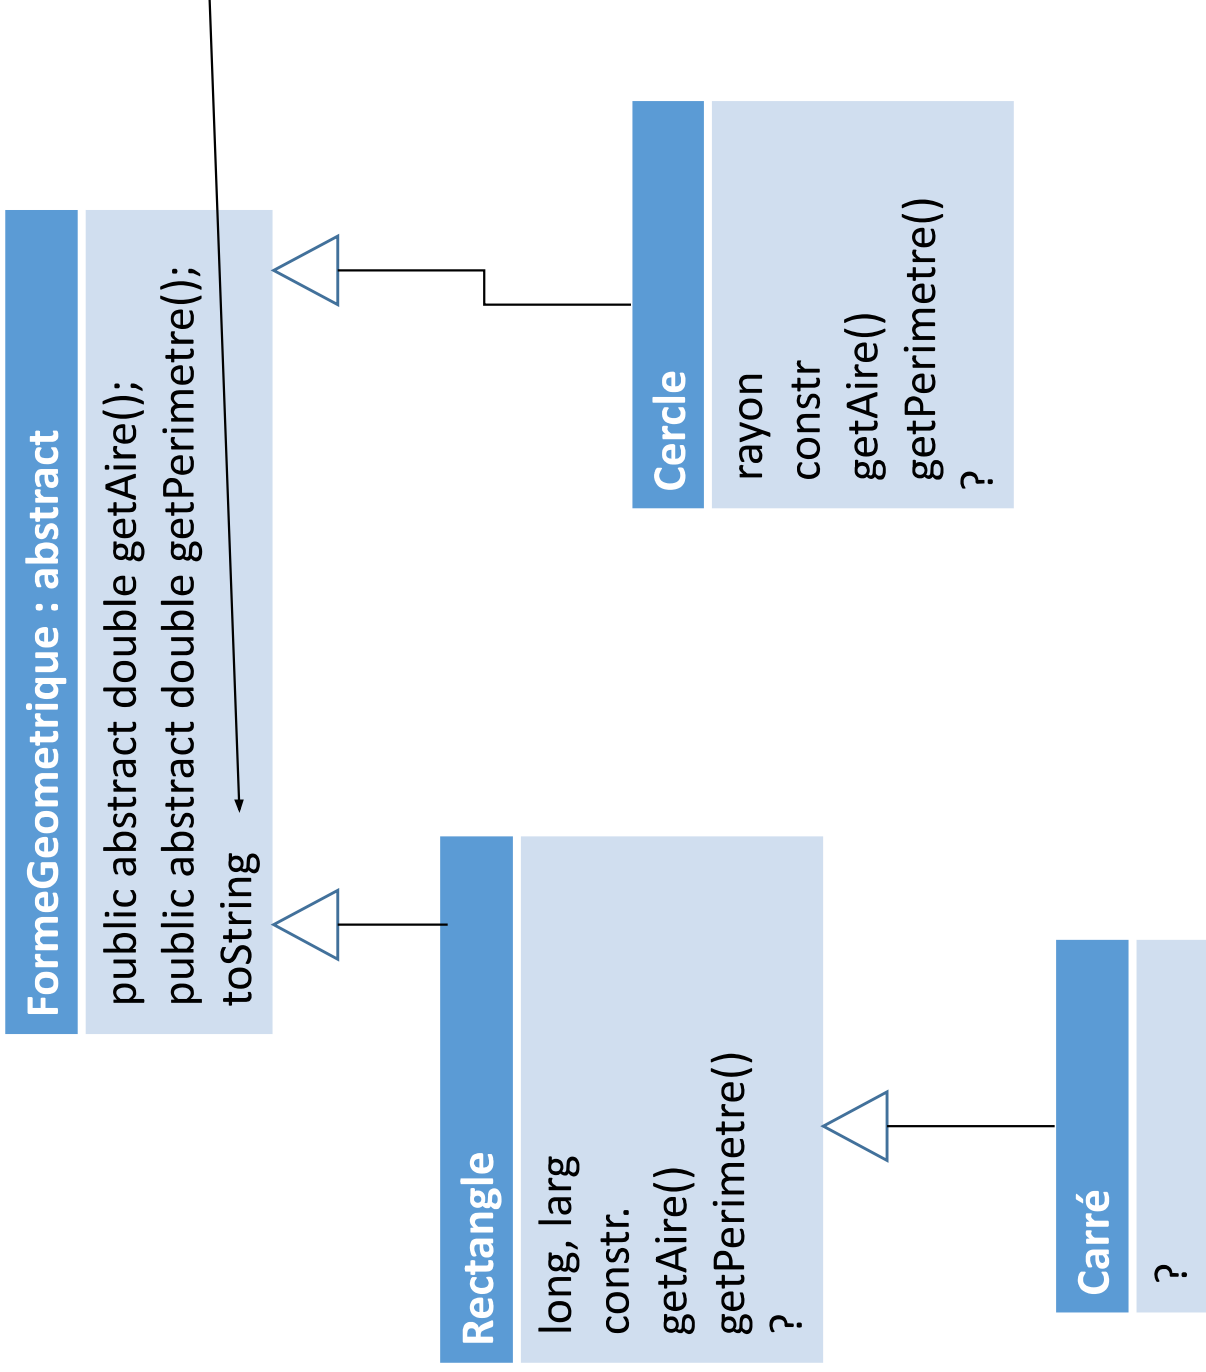 FormeGeometrique : abstract
public abstract double getAire();
public abstract double getPerimetre();
toString
Rectangle
long, larg
constr.
getAire()
getPerimetre()
?
Cercle
rayon
constr
getAire()
getPerimetre()
?
Carré
?